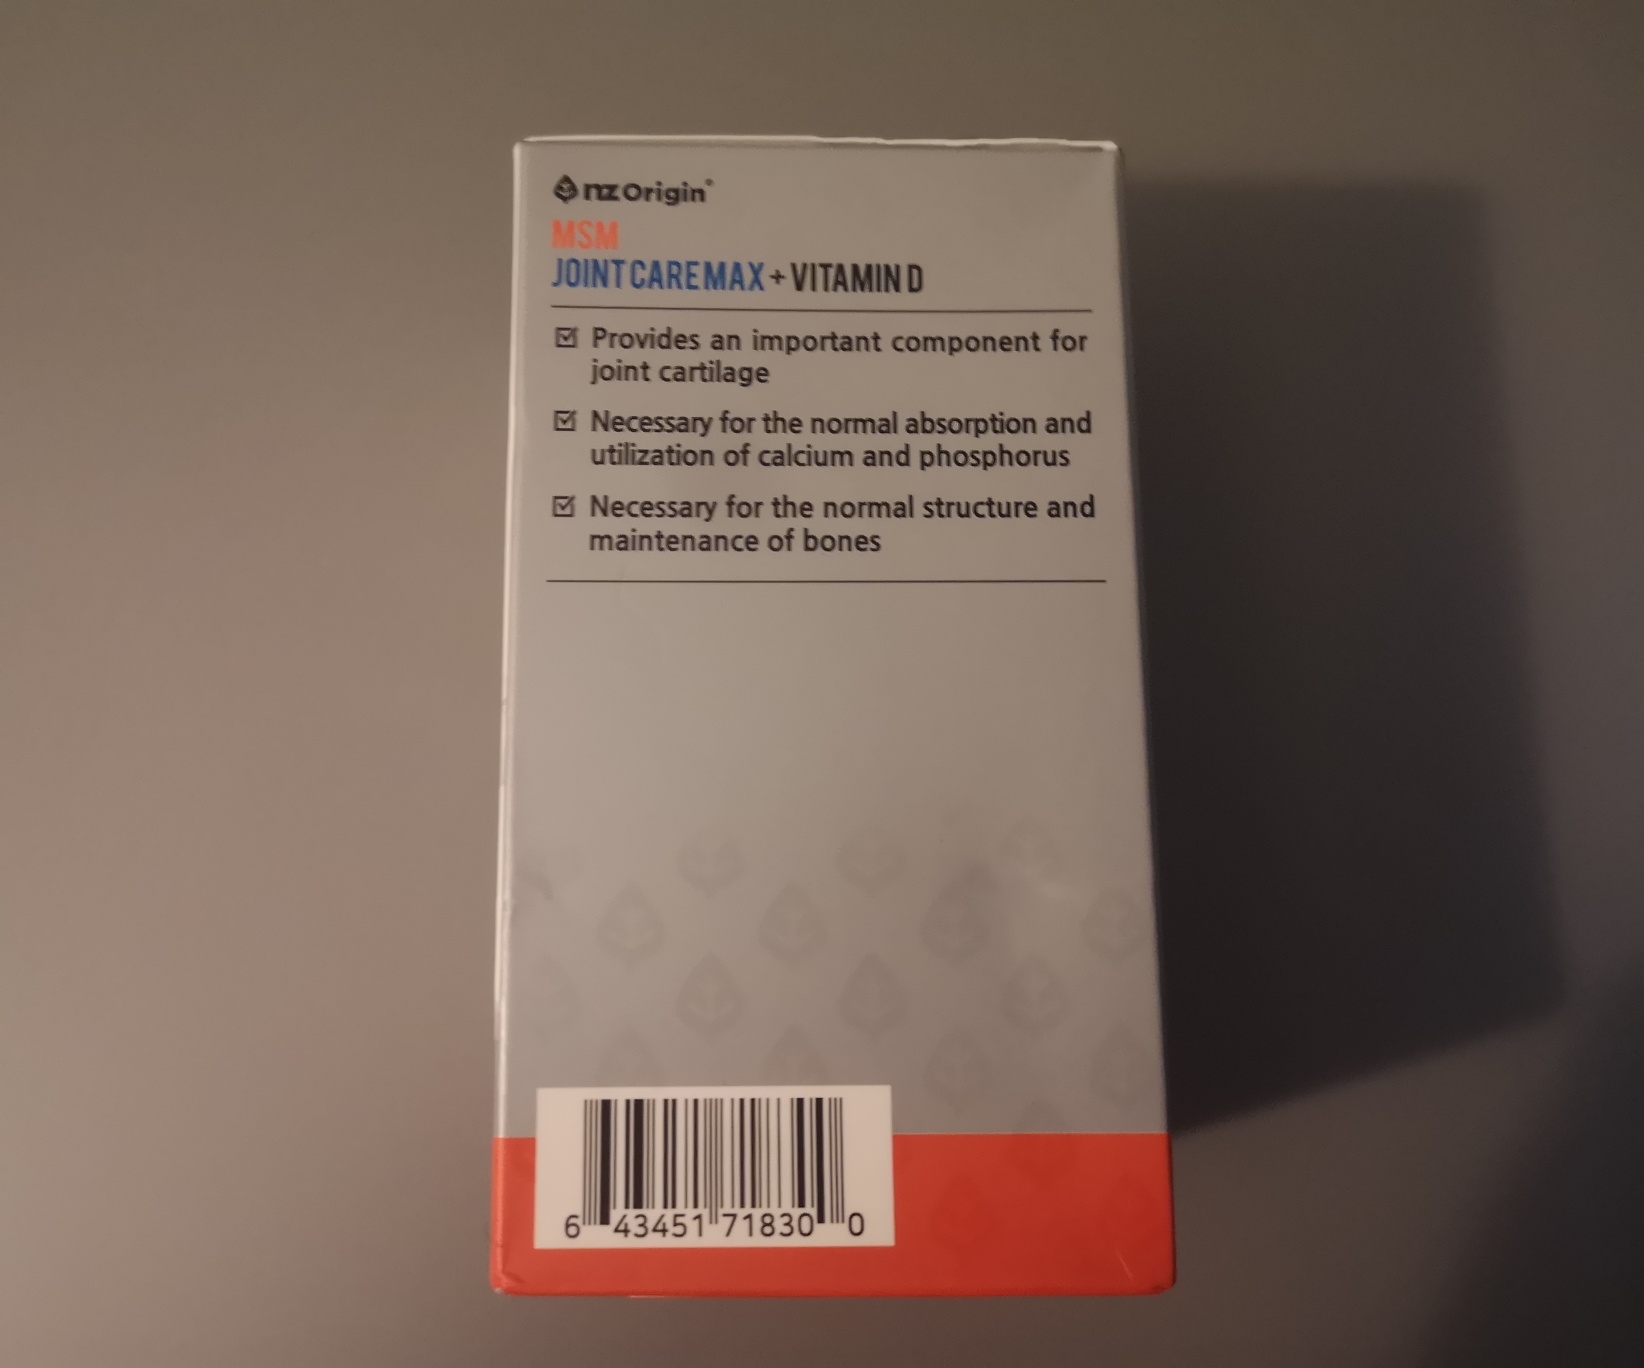 nz Origin®
MSM
JOINT CARE MAX + VITAMIN D
☑ Provides an important component for
joint cartilage
☑ Necessary for the normal absorption and
utilization of calcium and phosphorus
☑ Necessary for the normal structure and
maintenance of bones
6 43451 71830 0